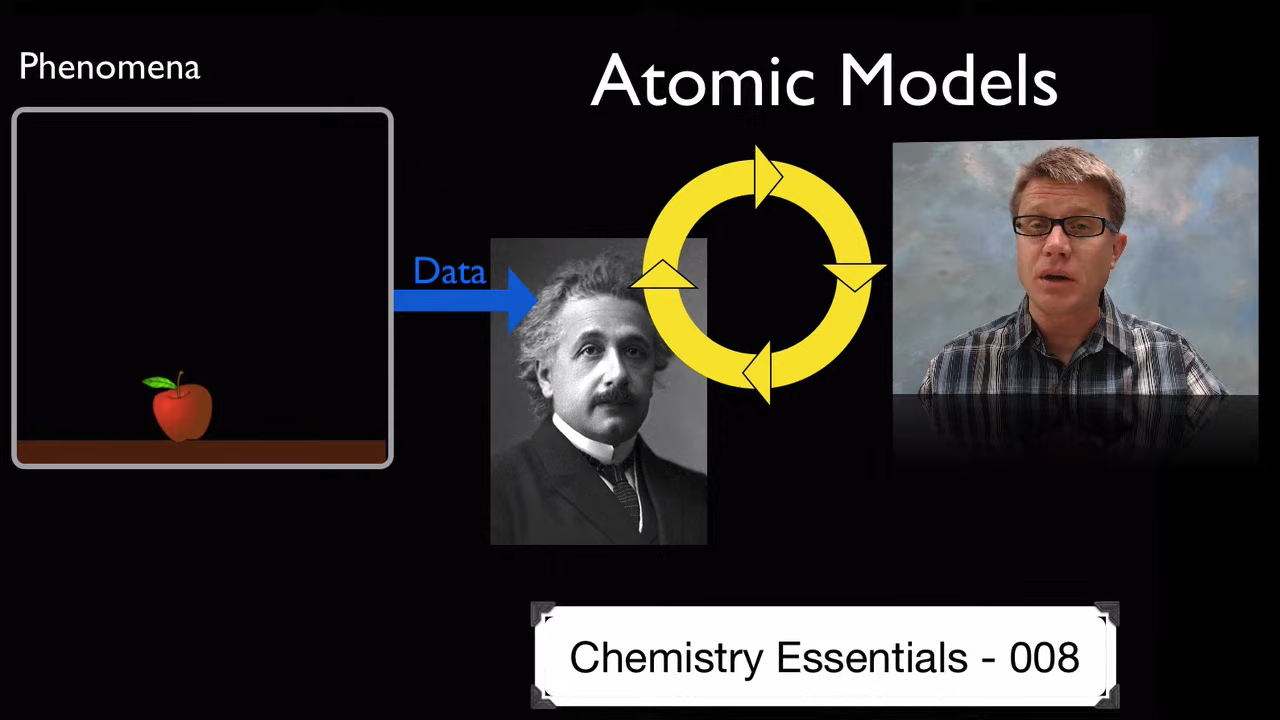 Phenomena
Atomic Models
Data
Chemistry Essentials - 008